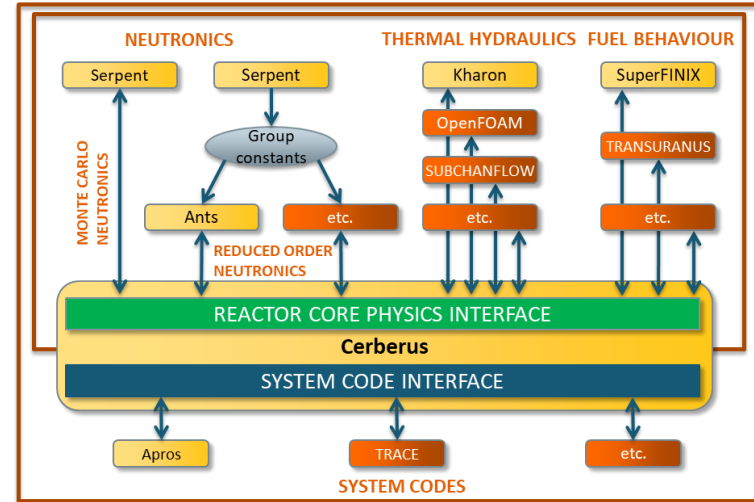 NEUTRONICS
THERMAL HYDRAULICS
FUEL BEHAVIOUR
Serpent
Serpent
Kharon
SuperFINIX
OpenFOAM
Group
constants
TRANSURANUS
SUBCHANFLOW
MONTE CARLO
NEUTRONICS
Ants
etc.
etc.
etc.
REDUCED ORDER
NEUTRONICS
REACTOR CORE PHYSICS INTERFACE
Cerberus
SYSTEM CODE INTERFACE
Apros
TRACE
etc.
SYSTEM CODES